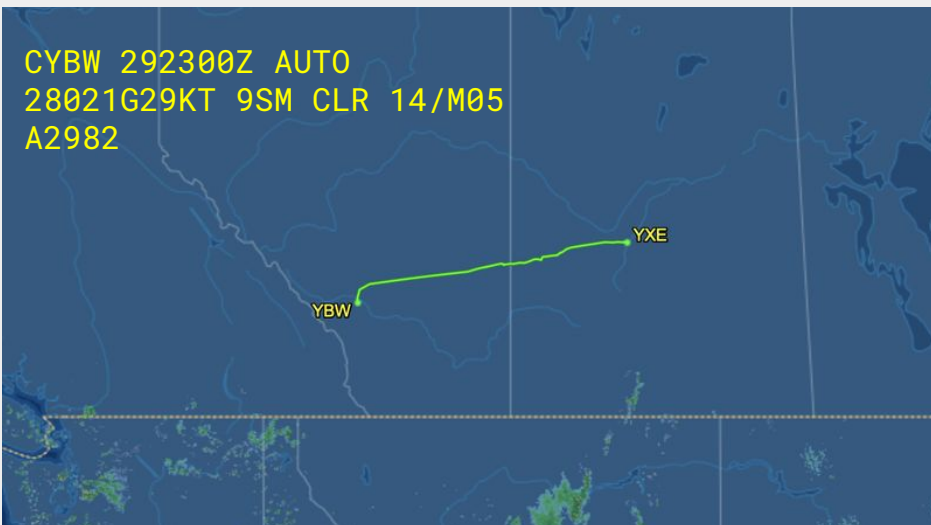 CYBW 292300Z AUTO
28021G29KT 9SM CLR 14/M05
A2982
YXE
YBW